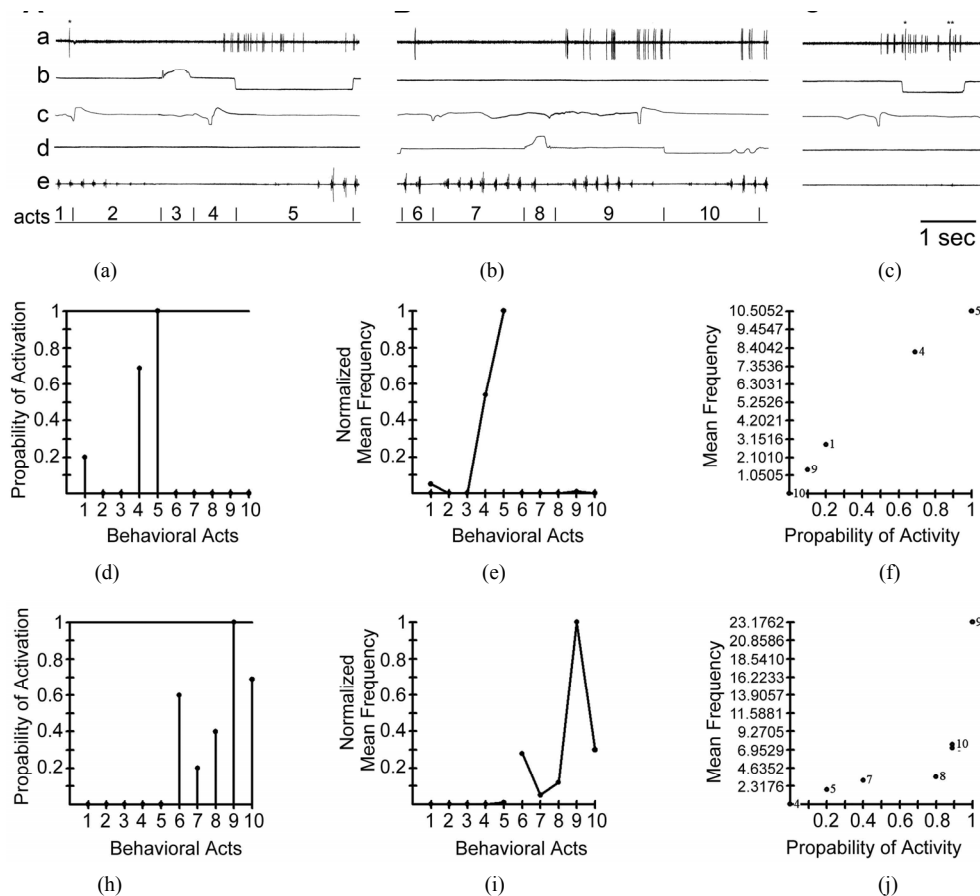 a
b
c
d
e
acts 1 2 3 4 5 6 7 8 9 10
* * **
1 sec
(a) (b) (c)
Propability of Activation
1
0.8
0.6
0.4
0.2
1 2 3 4 5 6 7 8 9 10
Behavioral Acts
(d)
Normalized
Mean Frequency
1
0.8
0.6
0.4
0.2
1 2 3 4 5 6 7 8 9 10
Behavioral Acts
(e)
Mean Frequency
10.5052
9.4547
8.4042
7.3536
6.3031
5.2526
4.2021
3.1516
2.1010
1.0505
5
4
1
9
10
0.2 0.4 0.6 0.8 1
Propability of Activity
(f)
Propability of Activation
1
0.8
0.6
0.4
0.2
1 2 3 4 5 6 7 8 9 10
Behavioral Acts
(h)
Normalized
Mean Frequency
1
0.8
0.6
0.4
0.2
1 2 3 4 5 6 7 8 9 10
Behavioral Acts
(i)
Mean Frequency
23.1762
20.8586
18.5410
16.2233
13.9057
11.5881
9.2705
6.9529
4.6352
2.3176
9
10
8
7
5
4
0.2 0.4 0.6 0.8 1
Propability of Activity
(j)